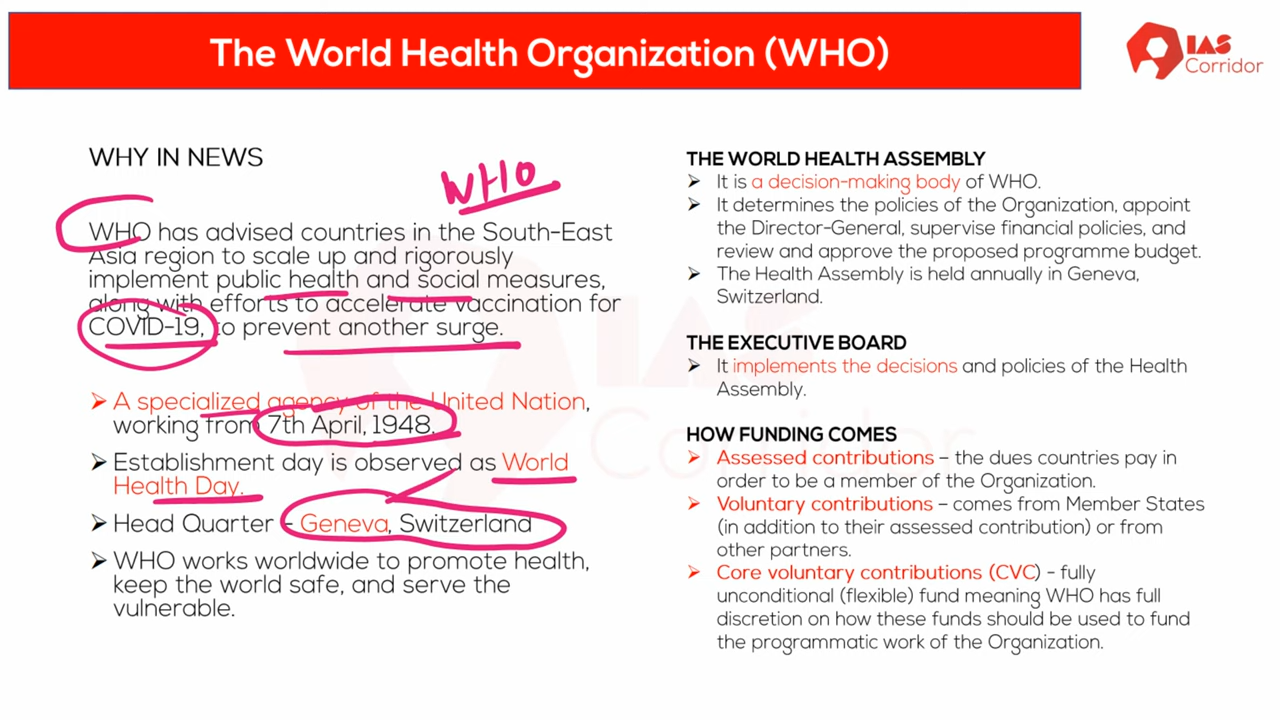 The World Health Organization (WHO)
IAS
Corridor
WHY IN NEWS
WHO
WHO has advised countries in the South-East
Asia region to scale up and rigorously
implement public health and social measures,
along with efforts to accelerate vaccination for
COVID-19, to prevent another surge.
➤ A specialized agency of the United Nation,
working from 7th April, 1948.
➤ Establishment day is observed as World
Health Day.
➤ Head Quarter – Geneva, Switzerland
➤ WHO works worldwide to promote health,
keep the world safe, and serve the
vulnerable.
THE WORLD HEALTH ASSEMBLY
➤ It is a decision-making body of WHO.
➤ It determines the policies of the Organization, appoint
the Director-General, supervise financial policies, and
review and approve the proposed programme budget.
➤ The Health Assembly is held annually in Geneva,
Switzerland.
THE EXECUTIVE BOARD
➤ It implements the decisions and policies of the Health
Assembly.
HOW FUNDING COMES
➤ Assessed contributions – the dues countries pay in
order to be a member of the Organization.
➤ Voluntary contributions – comes from Member States
(in addition to their assessed contribution) or from
other partners.
➤ Core voluntary contributions (CVC) - fully
unconditional (flexible) fund meaning WHO has full
discretion on how these funds should be used to fund
the programmatic work of the Organization.
IAS
Corridor